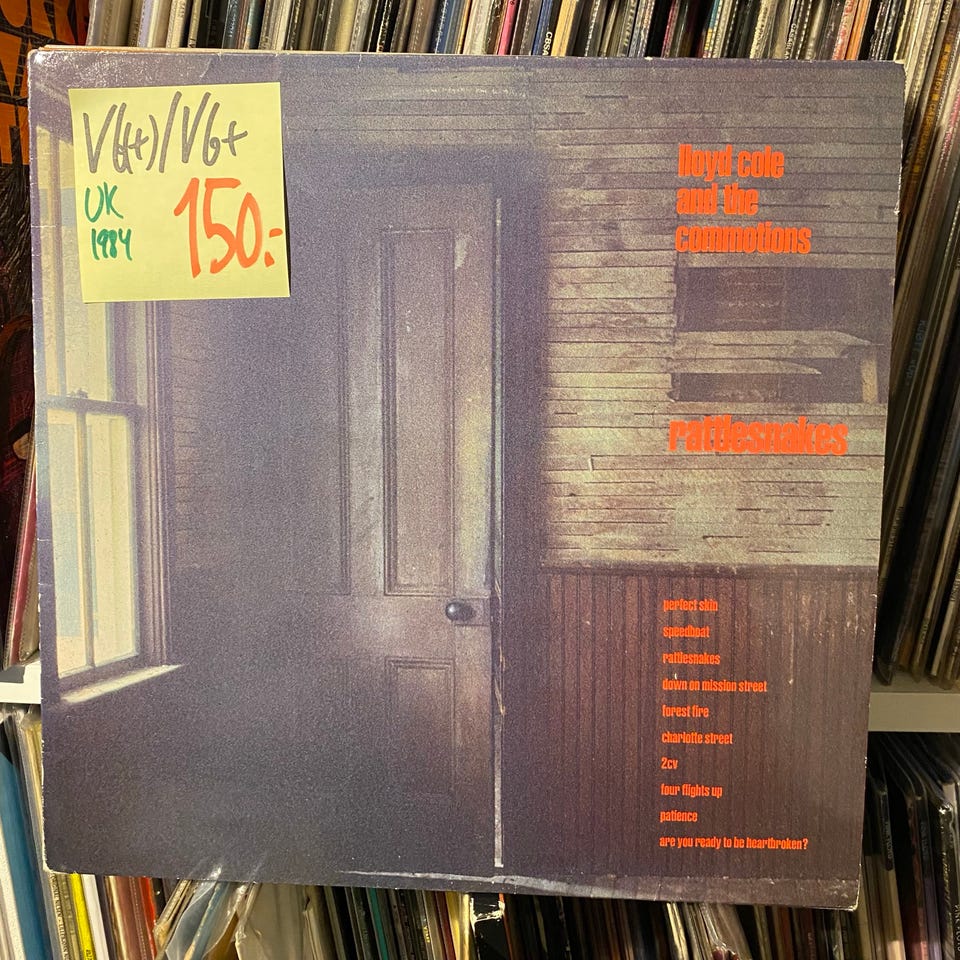 VG(+)/VG+
UK
1984
150:-
lloyd cole
and the
commotions
rattlesnakes
perfect skin
speedboat
rattlesnakes
down on mission street
forest fire
charlotte street
2cv
four flights up
patience
are you ready to be heartbroken?